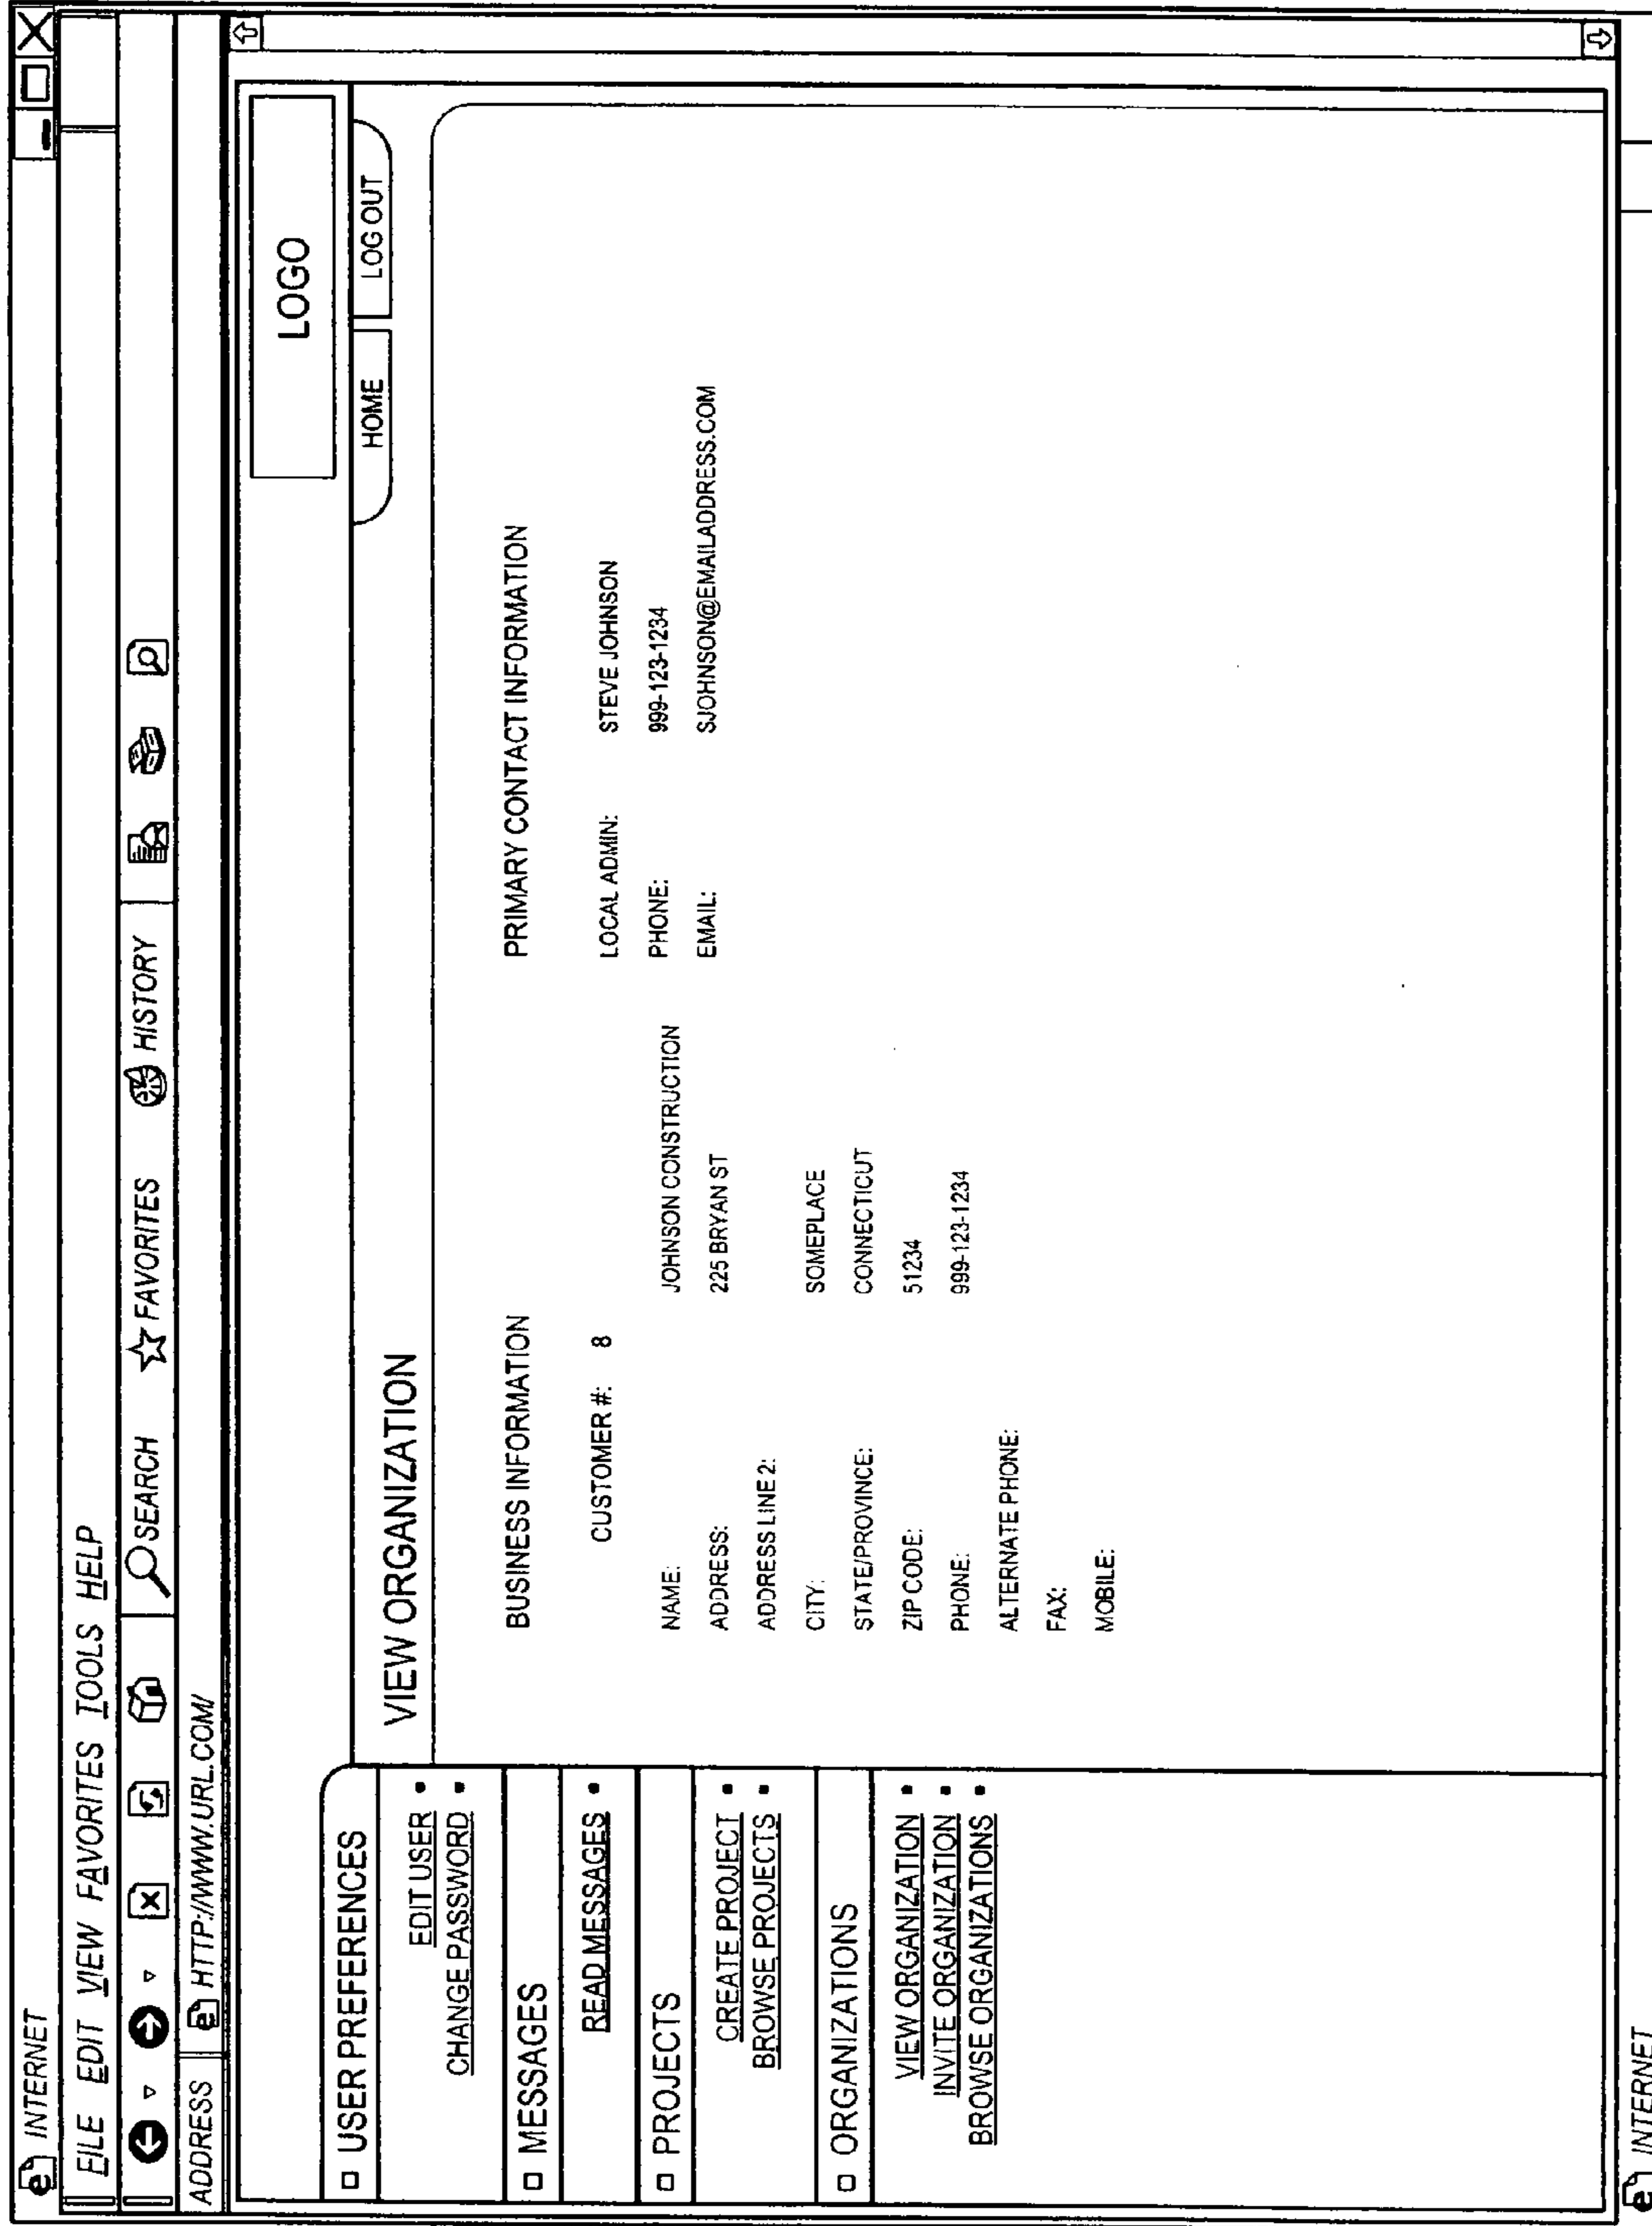 INTERNET
FILE EDIT VIEW FAVORITES TOOLS HELP
SEARCH FAVORITES HISTORY
ADDRESS HTTP://WWW.URL.COM/
LOGO
HOME LOG OUT
USER PREFERENCES
EDIT USER
CHANGE PASSWORD
MESSAGES
READ MESSAGES
PROJECTS
CREATE PROJECT
BROWSE PROJECTS
ORGANIZATIONS
VIEW ORGANIZATION
INVITE ORGANIZATION
BROWSE ORGANIZATIONS
VIEW ORGANIZATION
BUSINESS INFORMATION
CUSTOMER #: 8
NAME: JOHNSON CONSTRUCTION
ADDRESS: 225 BRYAN ST
ADDRESS LINE 2:
CITY: SOMEPLACE
STATE/PROVINCE: CONNECTICUT
ZIP CODE: 51234
PHONE: 999-123-1234
ALTERNATE PHONE:
FAX:
MOBILE:
PRIMARY CONTACT INFORMATION
LOCAL ADMIN: STEVE JOHNSON
PHONE: 999-123-1234
EMAIL: SJOHNSON@EMAILADDRESS.COM
INTERNET